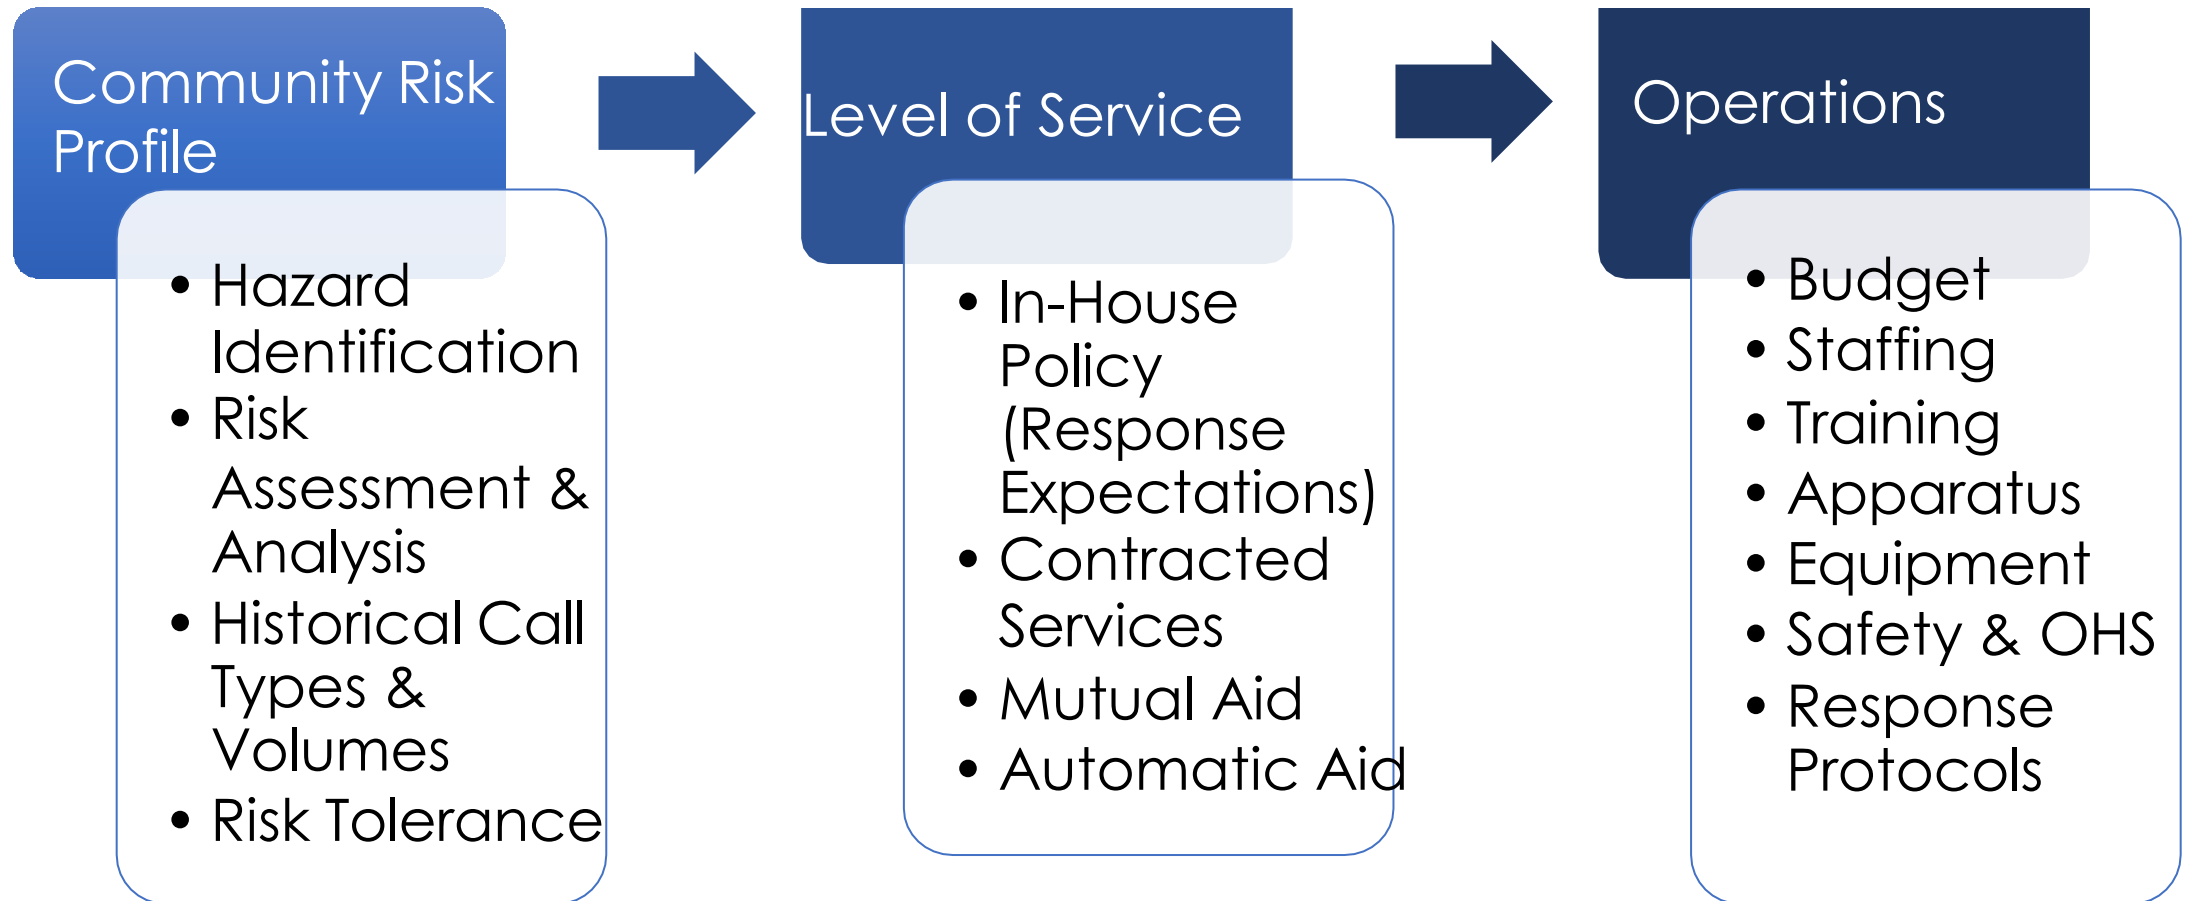 Community Risk
Profile
• Hazard
Identification
• Risk
Assessment &
Analysis
• Historical Call
Types &
Volumes
• Risk Tolerance
Level of Service
• In-House
Policy
(Response
Expectations)
• Contracted
Services
• Mutual Aid
• Automatic Aid
Operations
• Budget
• Staffing
• Training
• Apparatus
• Equipment
• Safety & OHS
• Response
Protocols